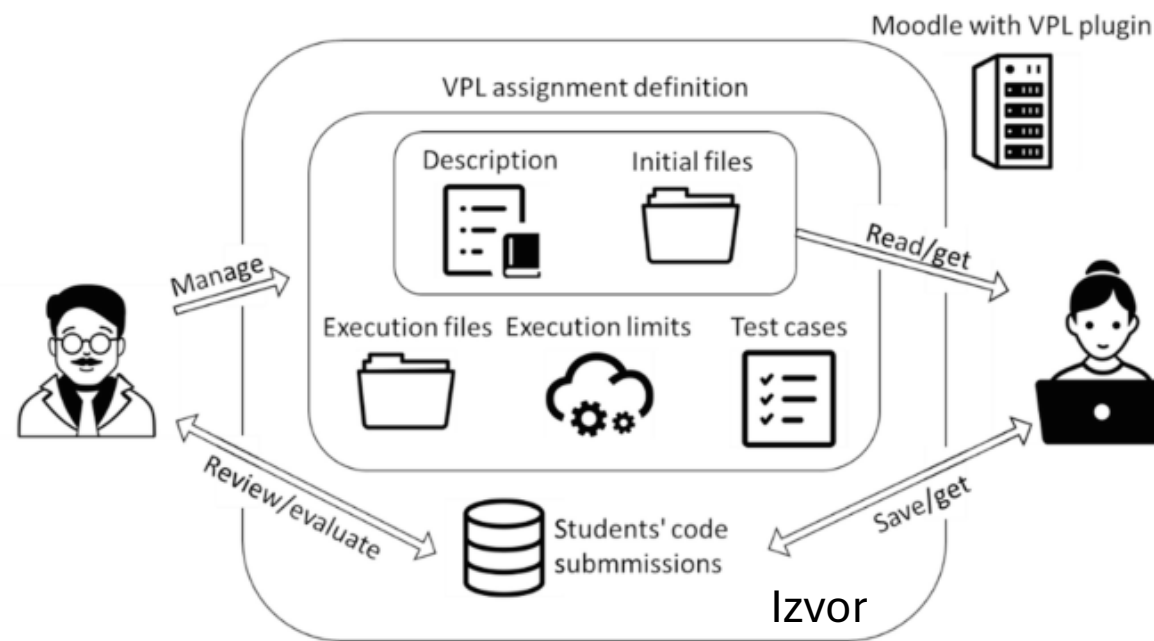 Moodle with VPL plugin
VPL assignment definition
Description
Initial files
Read/get
Manage
Execution files
Execution limits
Test cases
Review/evaluate
Students' code
submmissions
Save/get
Izvor